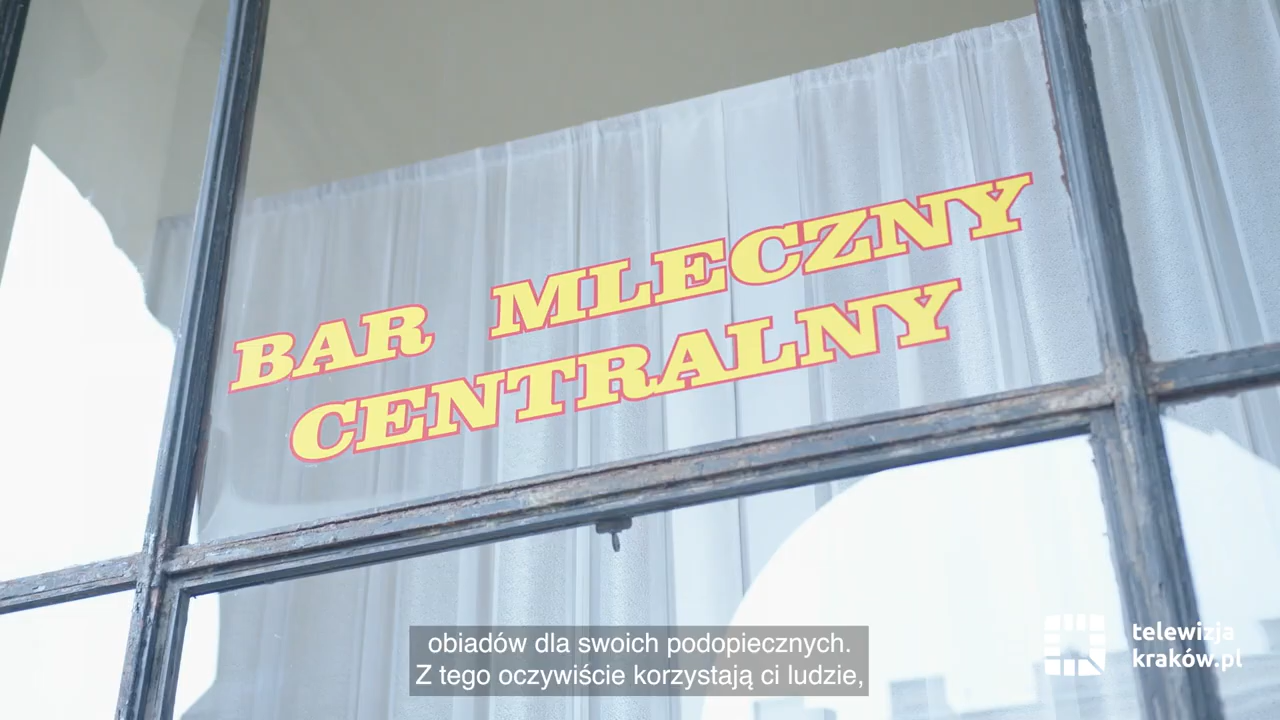 BAR MLECZNY
CENTRALNY
obiadów dla swoich podopiecznych.
Z tego oczywiście korzystają ci ludzie,
telewizja
kraków.pl